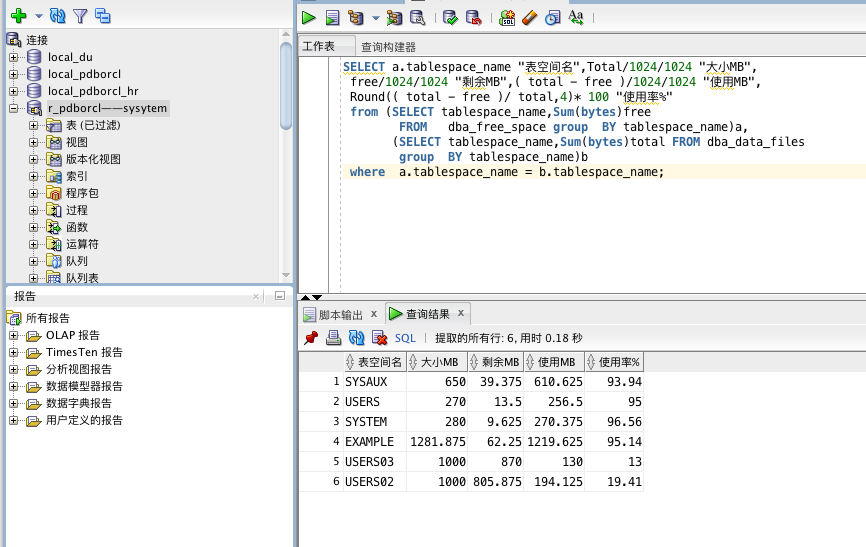 连接
local_du
local_pdborcl
local_pdborcl_hr
r_pdborcl——sysytem
表 (已过滤)
视图
版本化视图
索引
程序包
过程
函数
运算符
队列
队列表
报告
所有报告
OLAP 报告
TimesTen 报告
分析视图报告
数据模型器报告
数据字典报告
用户定义的报告
工作表 查询构建器
SELECT a.tablespace_name "表空间名",Total/1024/1024 "大小MB",
free/1024/1024 "剩余MB",( total - free )/1024/1024 "使用MB",
Round(( total - free )/ total,4)* 100 "使用率%"
from (SELECT tablespace_name,Sum(bytes)free
FROM dba_free_space group BY tablespace_name)a,
(SELECT tablespace_name,Sum(bytes)total FROM dba_data_files
group BY tablespace_name)b
where a.tablespace_name = b.tablespace_name;
脚本输出 x 查询结果 x
SQL | 提取的所有行: 6, 用时 0.18 秒
表空间名 大小MB 剩余MB 使用MB 使用率%
1 SYSAUX 650 39.375 610.625 93.94
2 USERS 270 13.5 256.5 95
3 SYSTEM 280 9.625 270.375 96.56
4 EXAMPLE 1281.875 62.25 1219.625 95.14
5 USERS03 1000 870 130 13
6 USERS02 1000 805.875 194.125 19.41